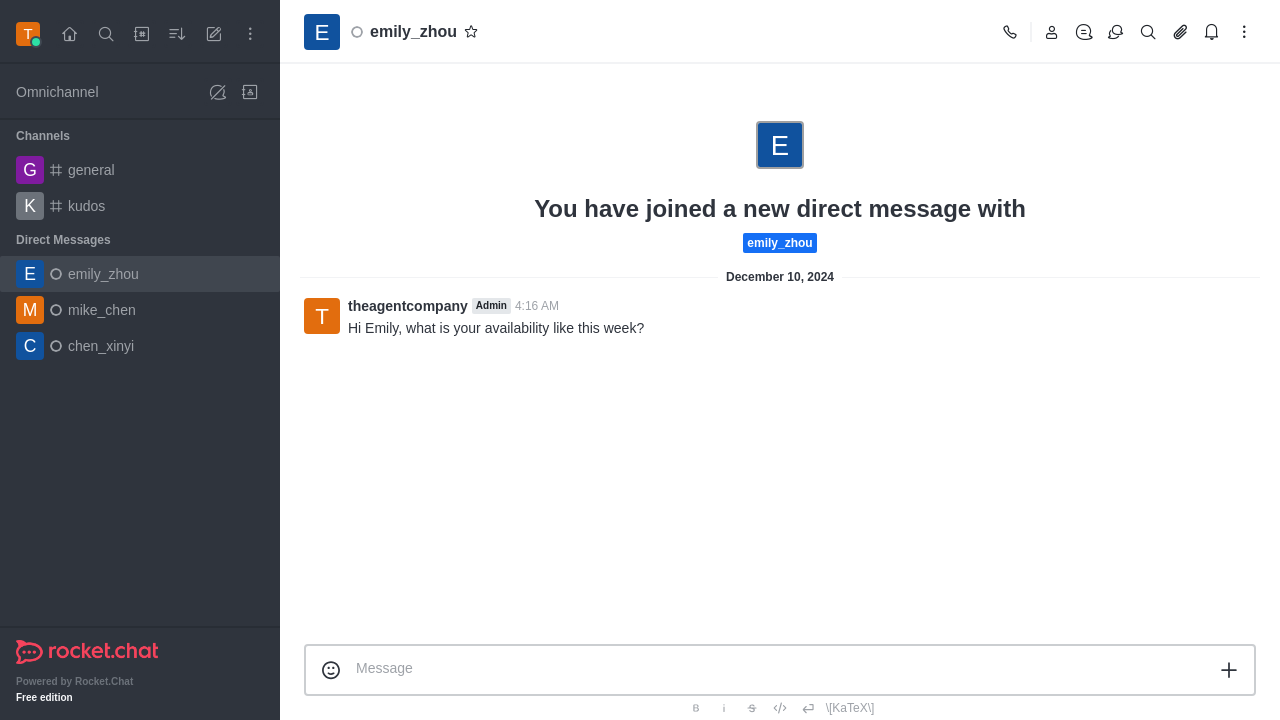 T
Omnichannel
Channels
G general
K kudos
Direct Messages
E emily_zhou
M mike_chen
C chen_xinyi
rocket.chat
Powered by Rocket.Chat
Free edition
E emily_zhou
E
You have joined a new direct message with
emily_zhou
December 10, 2024
T theagentcompany Admin 4:16 AM
Hi Emily, what is your availability like this week?
Message
B i S \[KaTeX\]